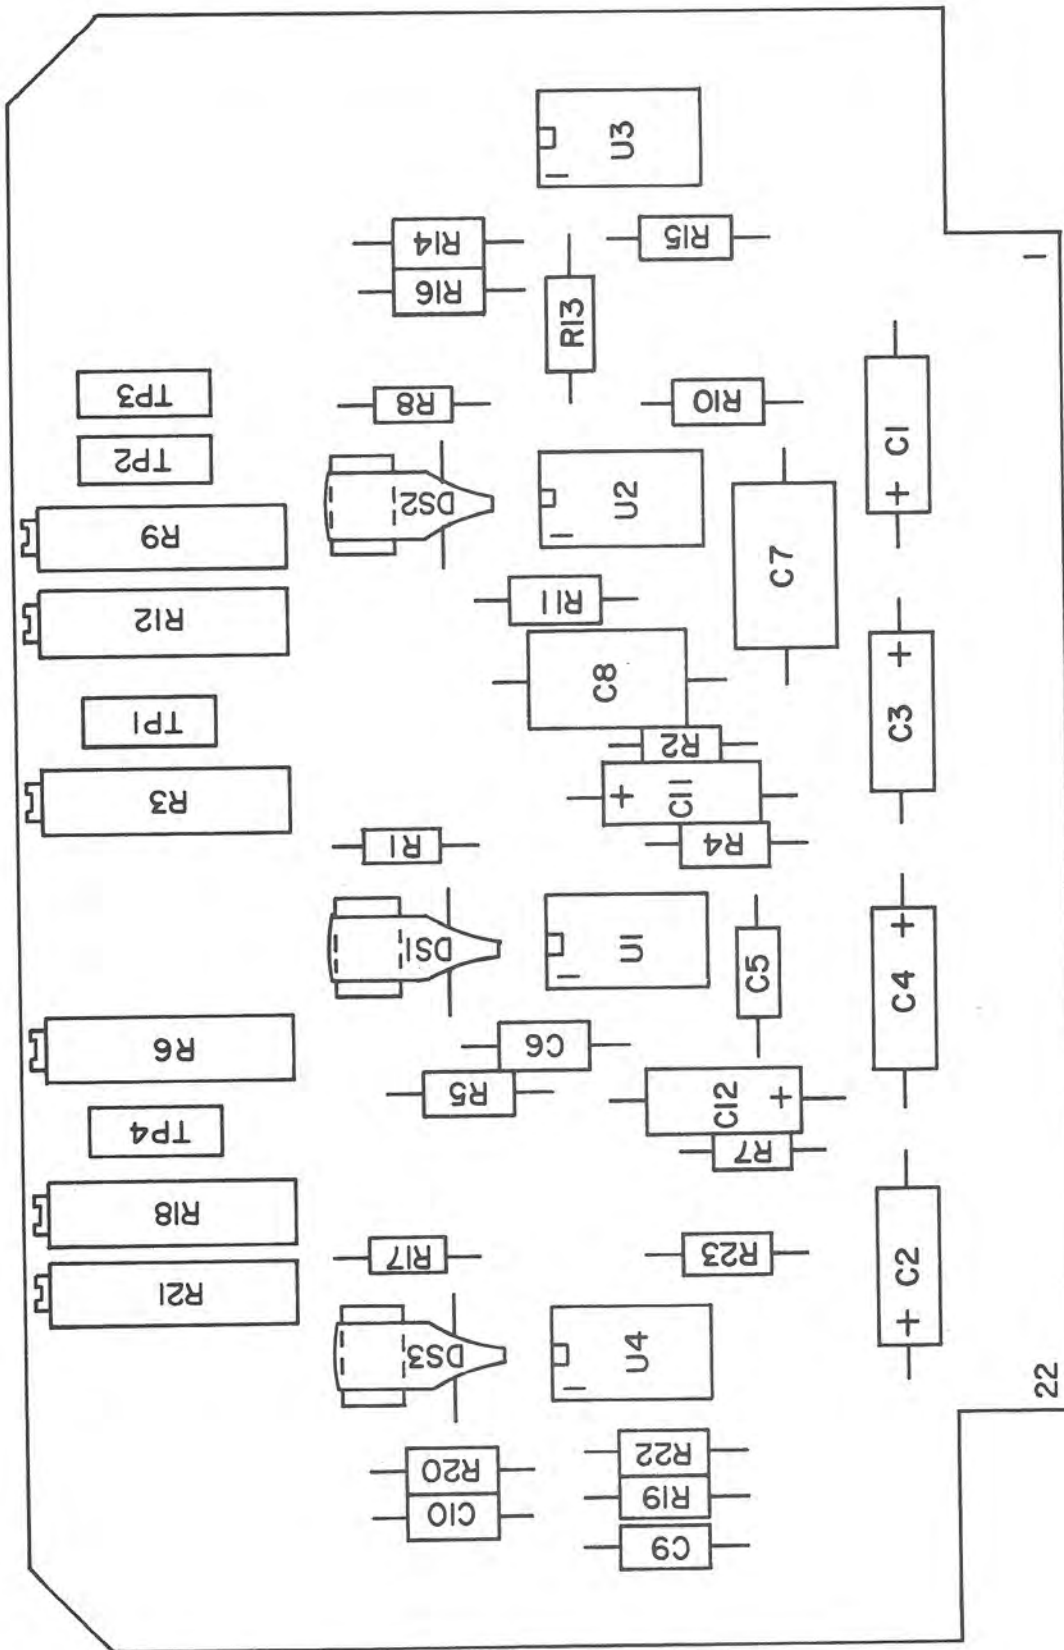 U3
R14
R16
R15
R13
1
TP3
TP2
R8
R10
C1
+
R9
DS2
U2
R12
R11
C7
TP1
C8
R2
C3
+
R3
C11
+
R4
R1
DS1
U1
C5
C4
+
R6
C6
R5
C12
+
TP4
R7
R18
R17
R23
C2
+
R21
DS3
U4
22
R20
C10
R22
R19
C9